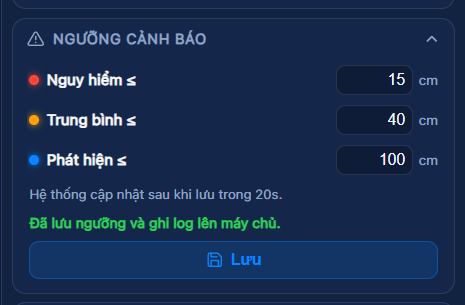 NGƯỠNG CẢNH BÁO
Nguy hiểm ≤ 15 cm
Trung bình ≤ 40 cm
Phát hiện ≤ 100 cm
Hệ thống cập nhật sau khi lưu trong 20s.
Đã lưu ngưỡng và ghi log lên máy chủ.
Lưu